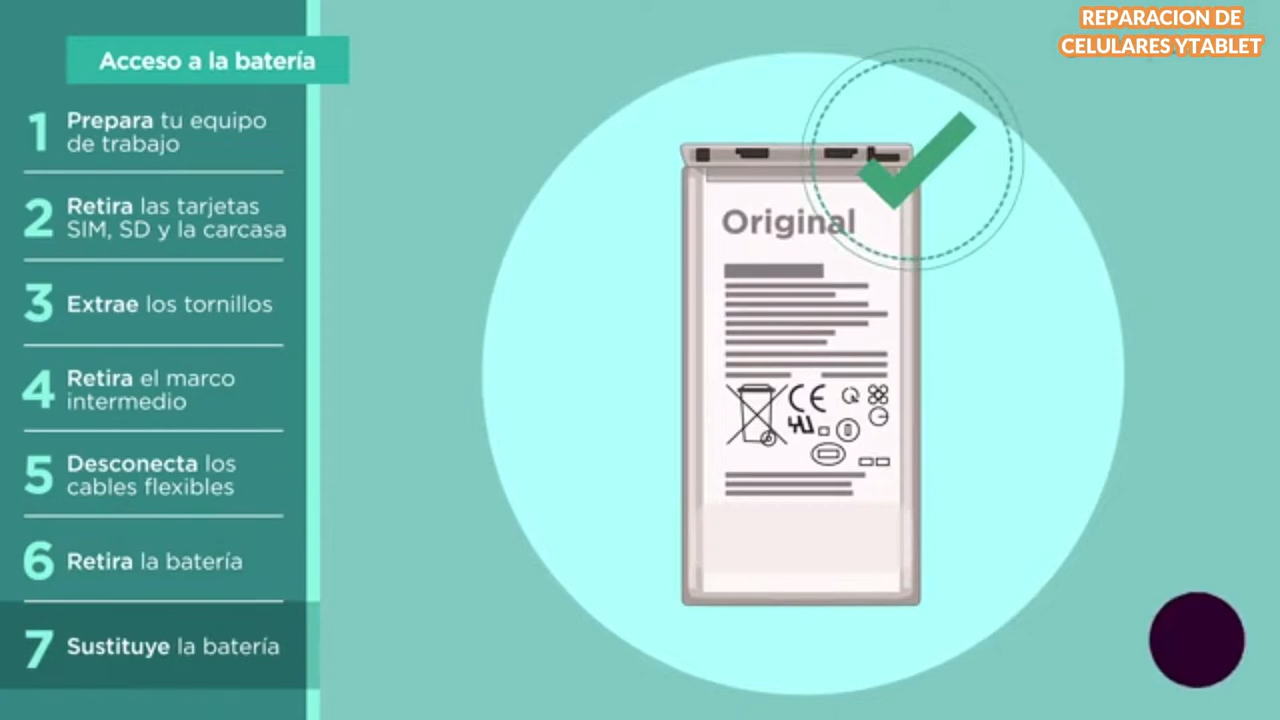 REPARACION DE
CELULARES YTABLET
Acceso a la batería
1 Prepara tu equipo
de trabajo
2 Retira las tarjetas
SIM, SD y la carcasa
3 Extrae los tornillos
4 Retira el marco
intermedio
5 Desconecta los
cables flexibles
6 Retira la batería
7 Sustituye la batería
Original
CE